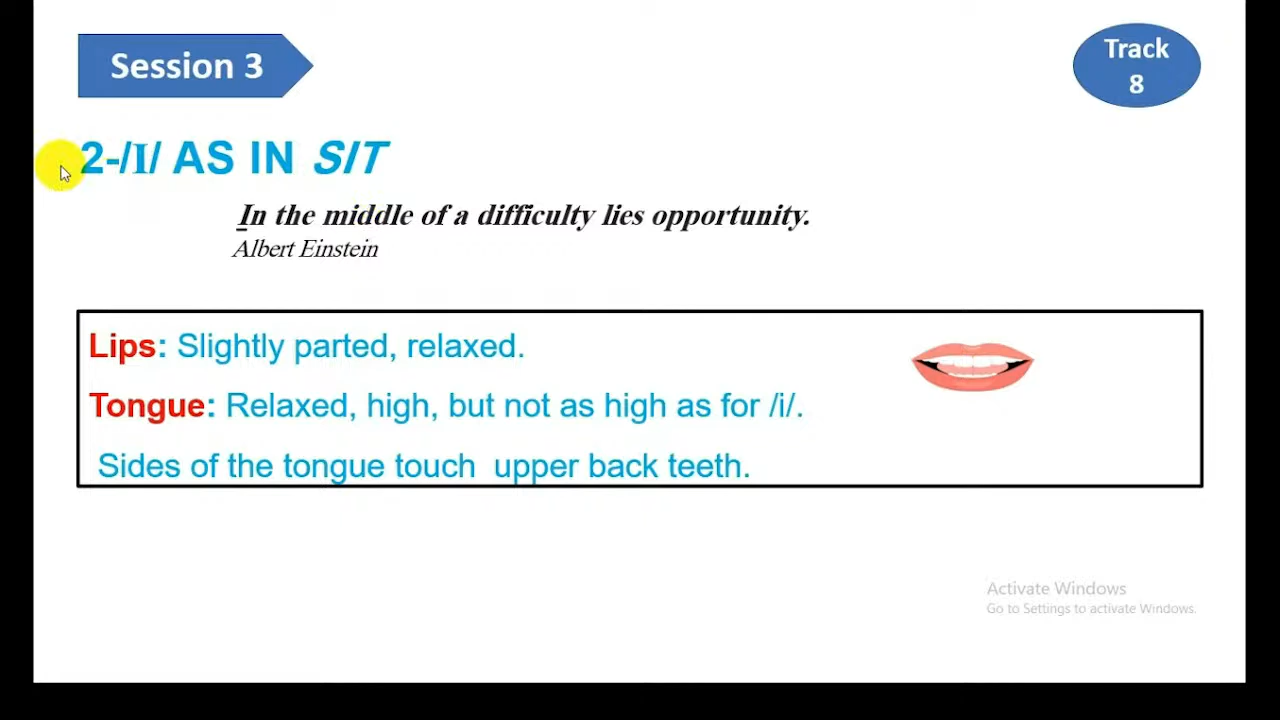 Session 3
Track
8
2-/I/ AS IN SIT
In the middle of a difficulty lies opportunity.
Albert Einstein
Lips: Slightly parted, relaxed.
Tongue: Relaxed, high, but not as high as for /i/.
Sides of the tongue touch upper back teeth.
Activate Windows
Go to Settings to activate Windows.